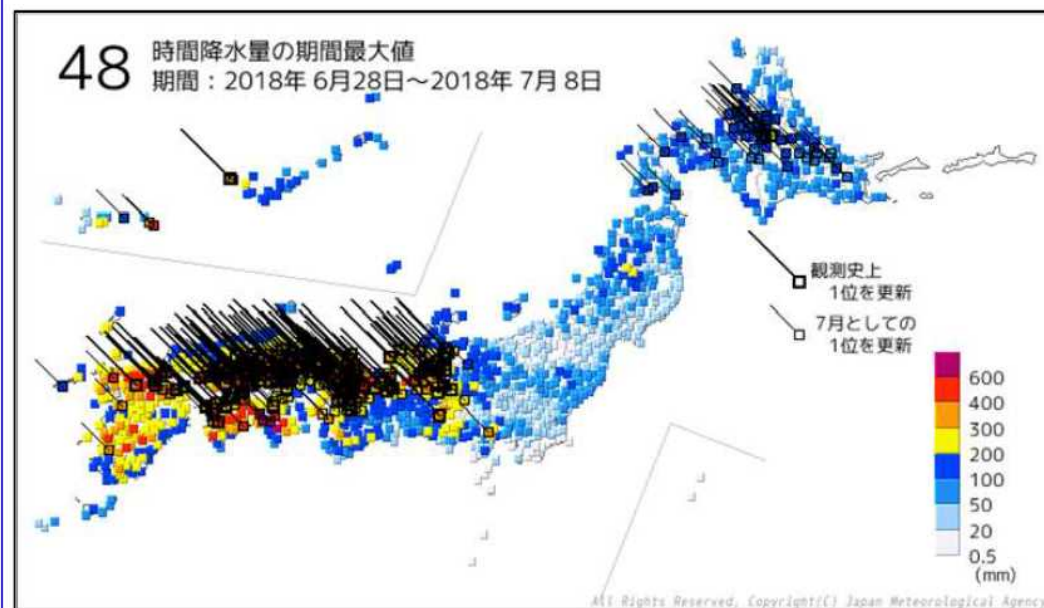 48 時間降水量の期間最大値
期間：2018年 6月28日～2018年 7月 8日
観測史上
1位を更新
7月としての
1位を更新
600
400
300
200
100
50
20
0.5
(mm)
All Rights Reserved, Copyright(C) Japan Meteorological Agency